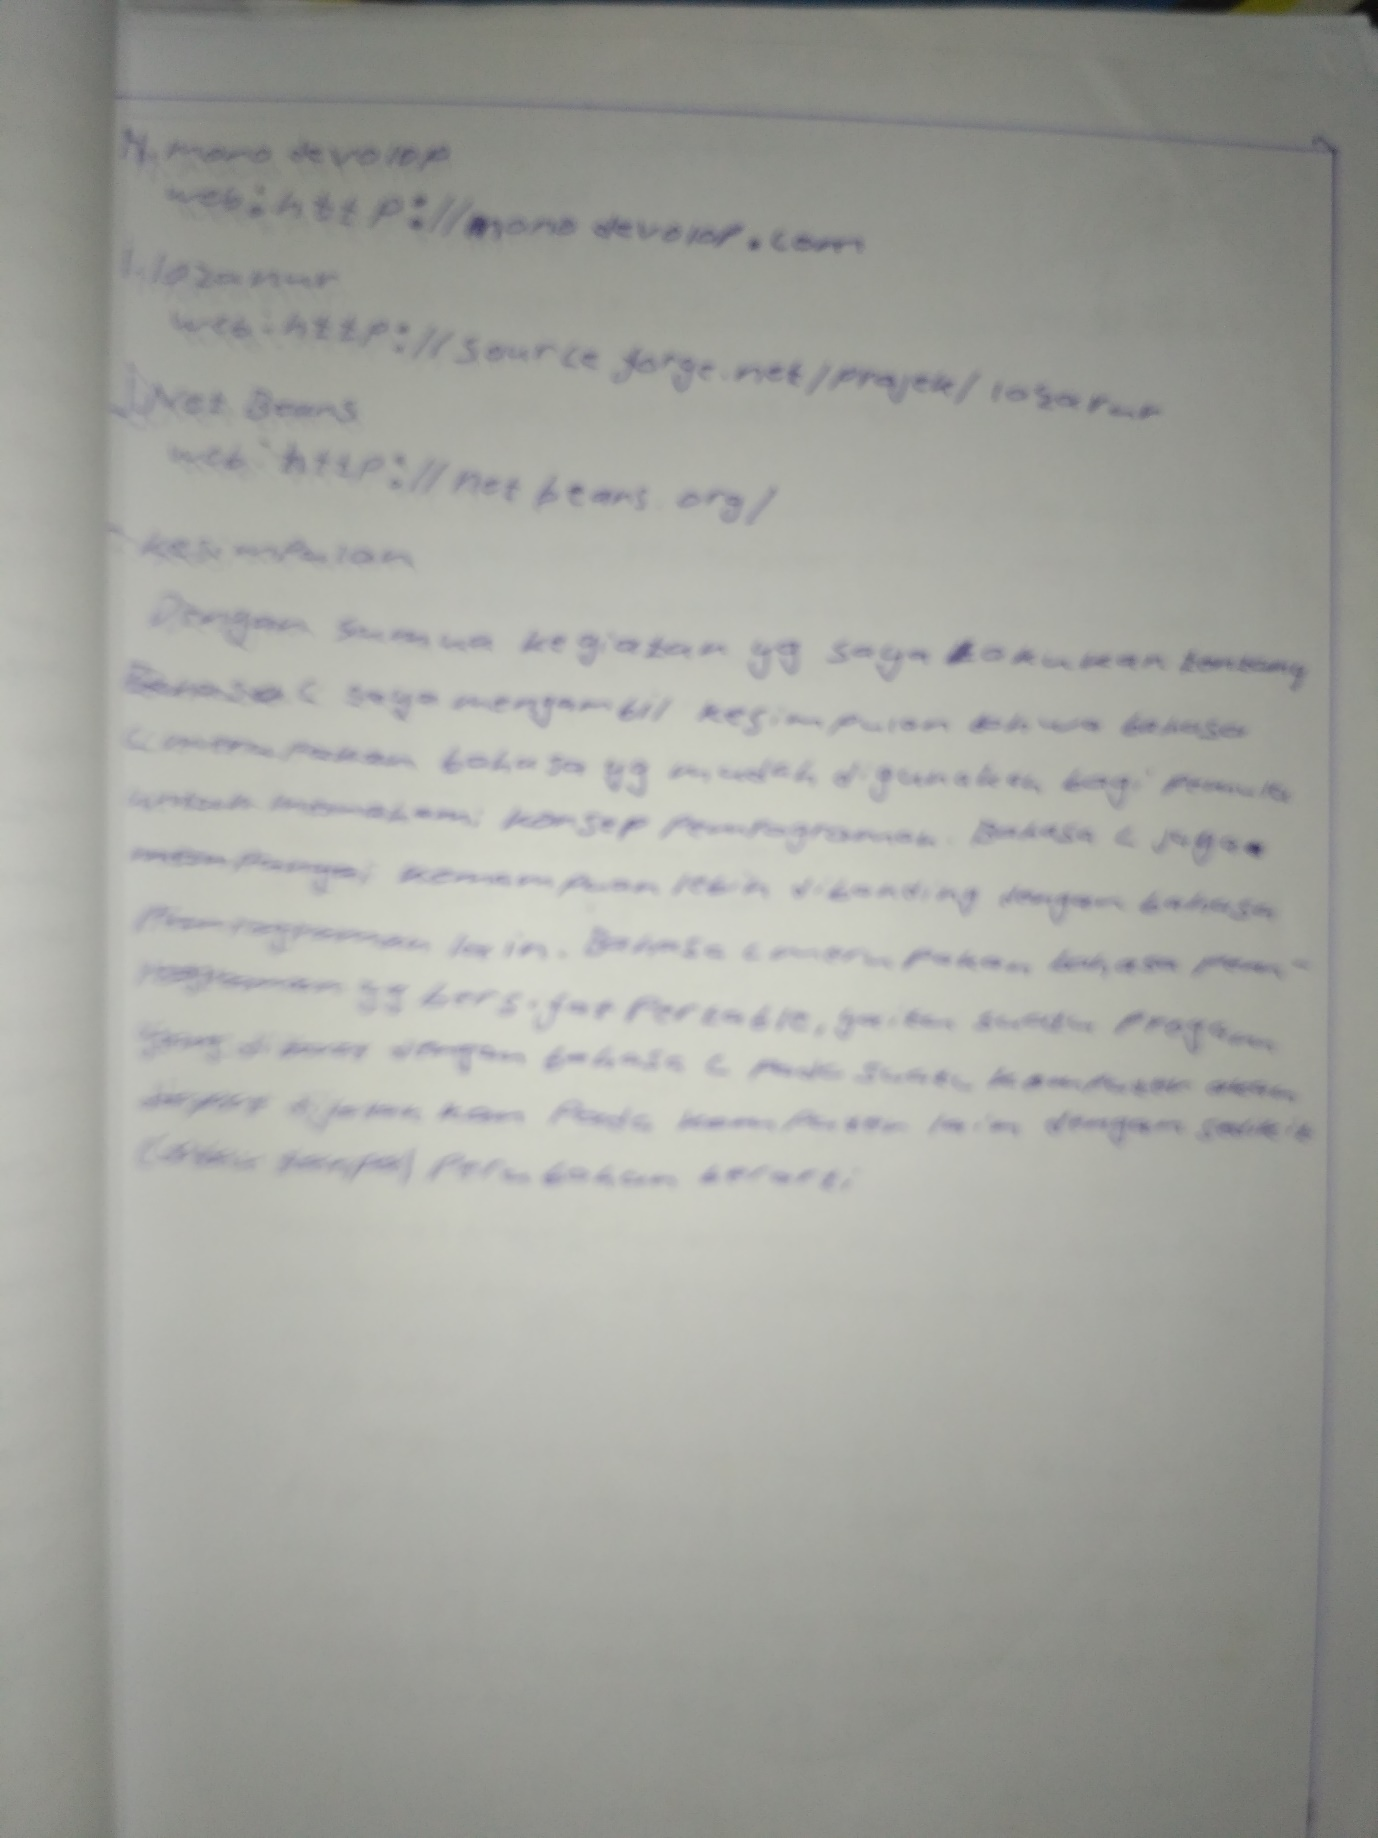 H. mono devolop
web: http://monodevolop.com
I. lozarur
web: http://source forge.net/projek/lozarur
J. Net Beans
web: http://net beans.org/
- kesimpulan
Dengan semua kegiatan yg saya lakukan tentang
Bahasa C saya mengambil kesimpulan bahwa bahasa
C merupakan bahasa yg mudah digunakan bagi pemula
untuk memahami konsep pemrograman. Bahasa C juga
mempunyai kemampuan lebih dibanding dengan bahasa
Pemrograman lain. Bahasa C merupakan bahasa pem-
rograman yg bersifat Portable, yaitu suatu Program
yang dibuat dengan bahasa C pada suatu komputer akan
dapat dijalankan Pada komputer lain dengan sedikit
Perubahan berarti